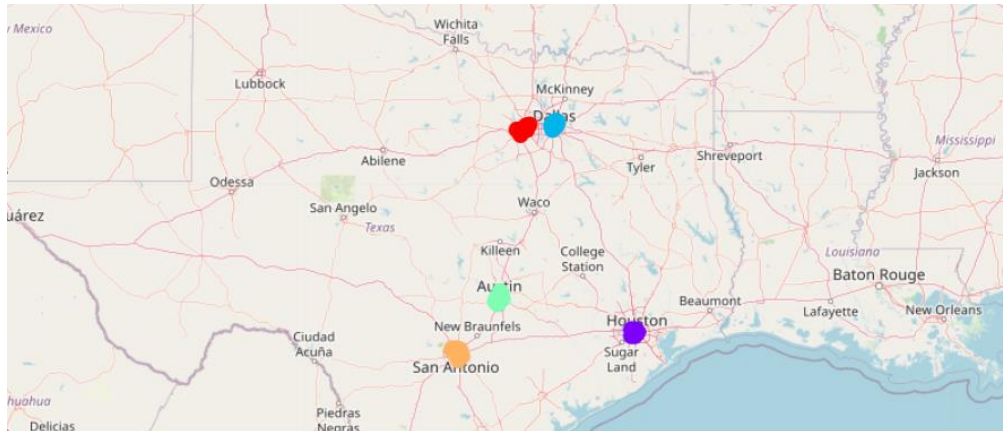 Wichita
Falls
v Mexico
Lubbock
McKinney
Dallas
Mississippi
Abilene
Tyler
Shreveport
Jackson
Odessa
San Angelo
Waco
uárez
Texas
Killeen
College
Station
Louisiana
Baton Rouge
Austin
Beaumont
Lafayette
New Orleans
New Braunfels
Houston
Ciudad
Acuña
Sugar
Land
San Antonio
huahua
Piedras
Negras
Delicias